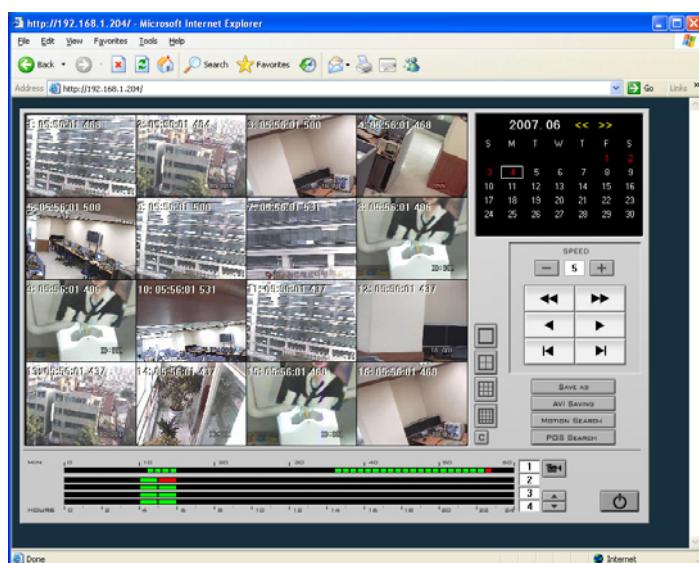 http://192.168.1.204/ - Microsoft Internet Explorer
File Edit View Favorites Tools Help
Back Search Favorites
Address http://192.168.1.204/ Go Links »
1: 05:56:01 468 2: 05:56:01 484 3: 05:56:01 500 4: 05:56:01 468
5: 05:56:01 500 6: 05:56:01 500 7: 05:56:01 531 8: 05:56:01 406
9: 05:56:01 406 10: 05:56:01 531 11: 05:56:01 437 12: 05:56:01 437
13: 05:56:01 437 14: 05:56:01 437 15: 05:56:01 468 16: 05:56:01 468
2007. 06 << >>
S M T W T F S
1 2
3 4 5 6 7 8 9
10 11 12 13 14 15 16
17 18 19 20 21 22 23
24 25 26 27 28 29 30
SPEED
− 5 +
SAVE AS
AVI SAVING
MOTION SEARCH
POS SEARCH
C
MIN 0 10 20 30 40 50 60
1
2
3
4
HOURS 0 2 4 6 8 10 12 14 16 18 20 22 24
Done Internet